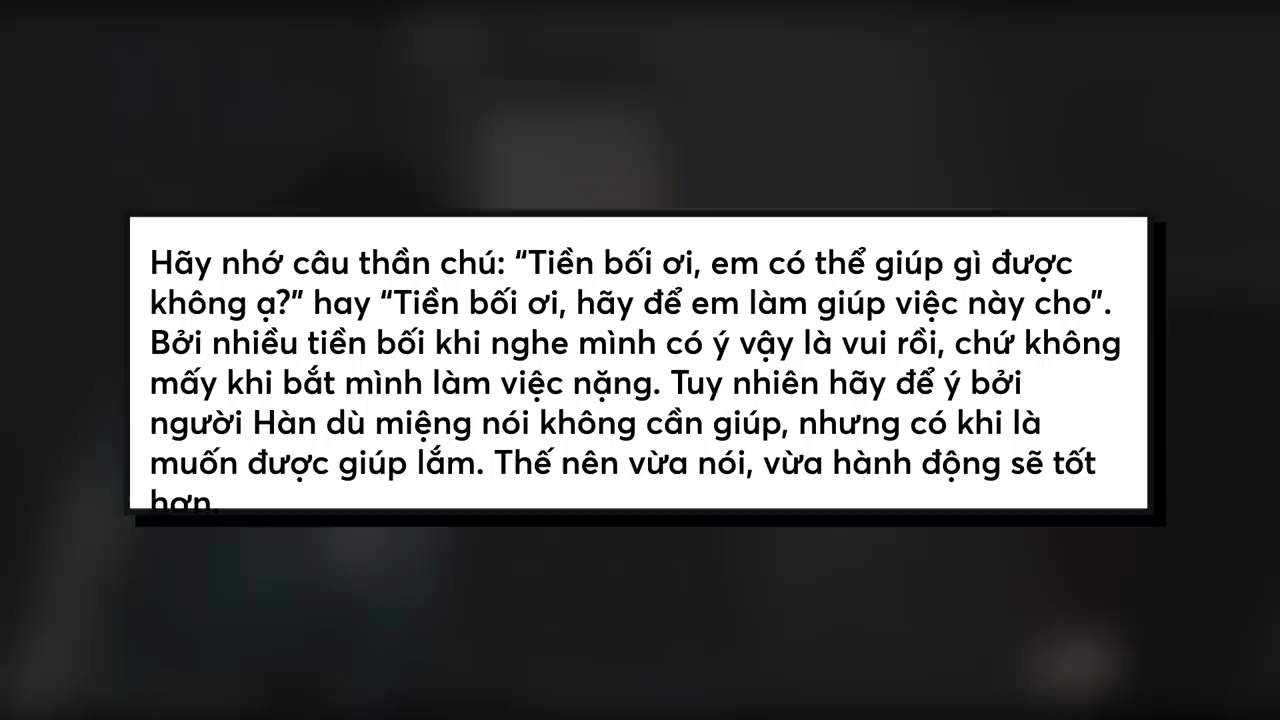 Hãy nhớ câu thần chú: “Tiền bối ơi, em có thể giúp gì được
không ạ?” hay “Tiền bối ơi, hãy để em làm giúp việc này cho”.
Bởi nhiều tiền bối khi nghe mình có ý vậy là vui rồi, chứ không
mấy khi bắt mình làm việc nặng. Tuy nhiên hãy để ý bởi
người Hàn dù miệng nói không cần giúp, nhưng có khi là
muốn được giúp lắm. Thế nên vừa nói, vừa hành động sẽ tốt
hơn.